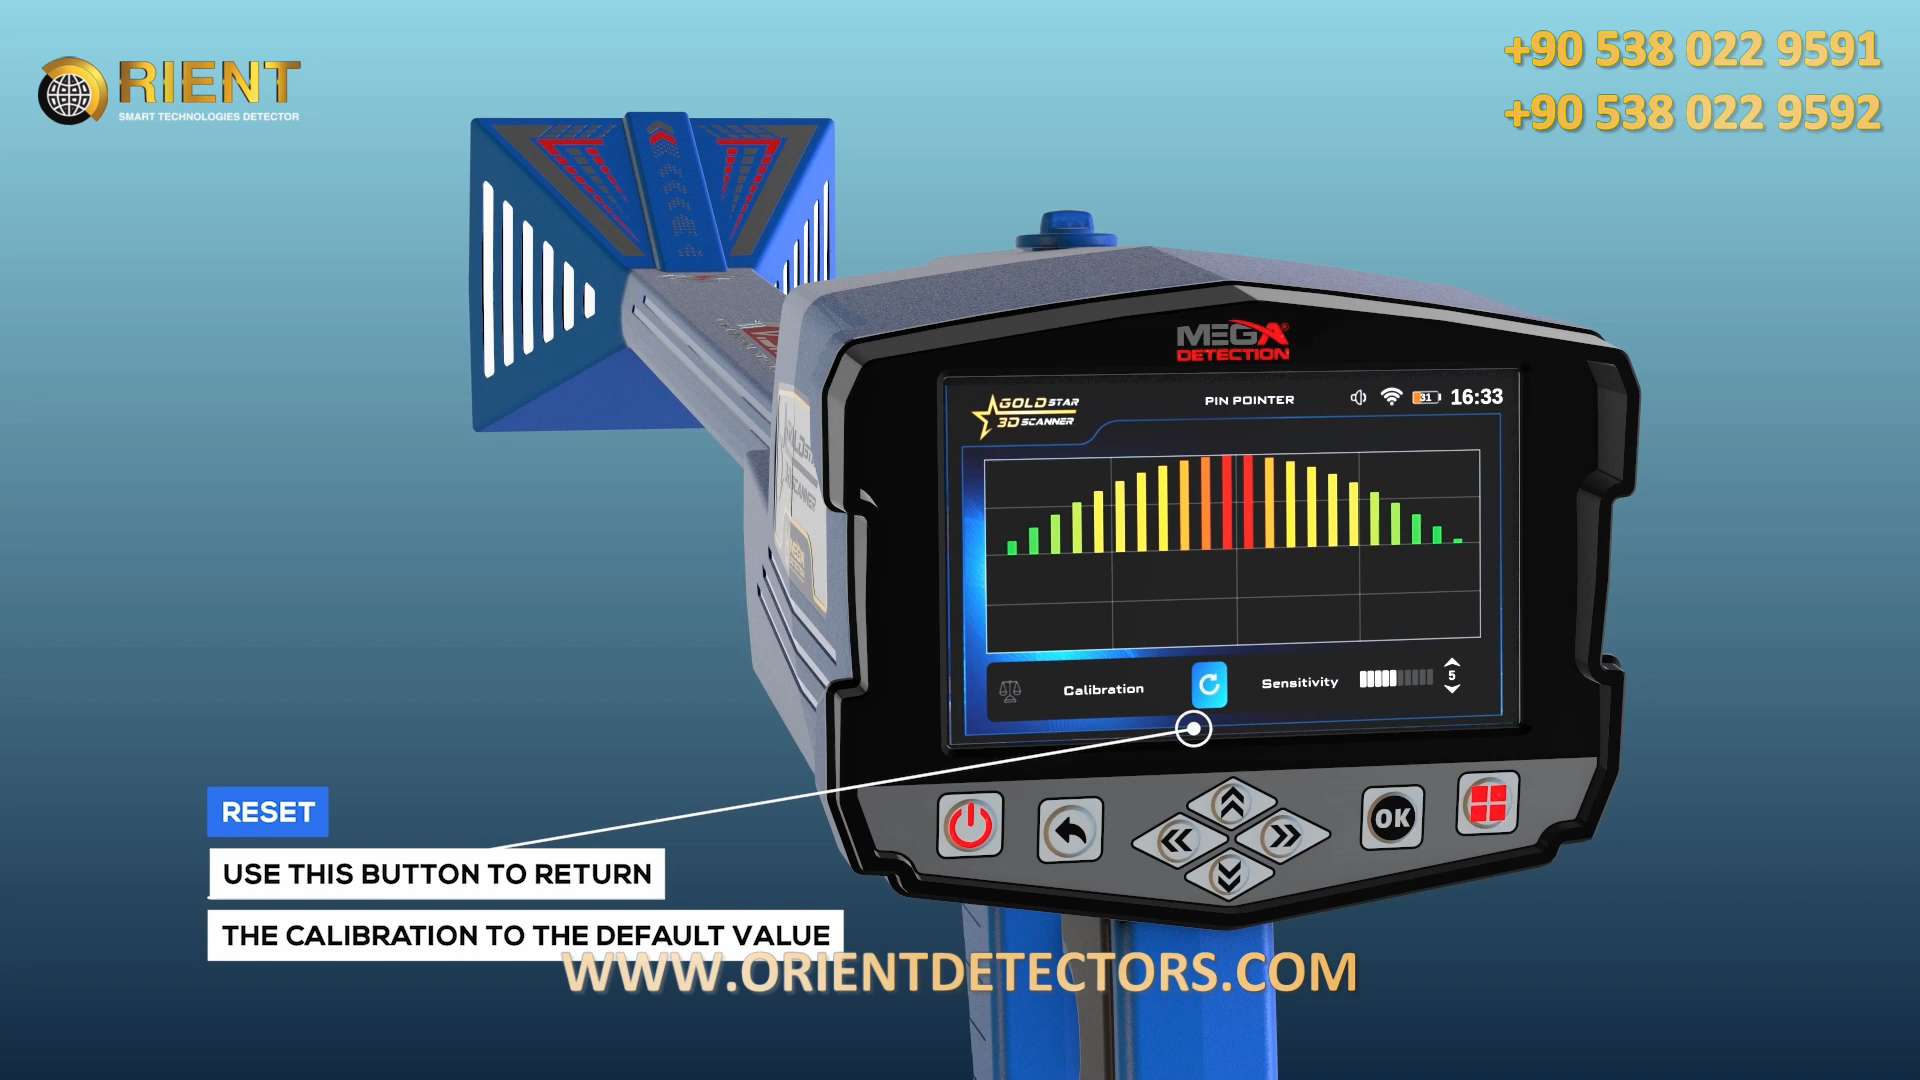 RIENT
SMART TECHNOLOGIES DETECTOR
+90 538 022 9591
+90 538 022 9592
MEGA®
DETECTION
GOLD STAR
3D SCANNER
PIN POINTER
31
16:33
Calibration
Sensitivity
5
OK
RESET
USE THIS BUTTON TO RETURN
THE CALIBRATION TO THE DEFAULT VALUE
WWW.ORIENTDETECTORS.COM